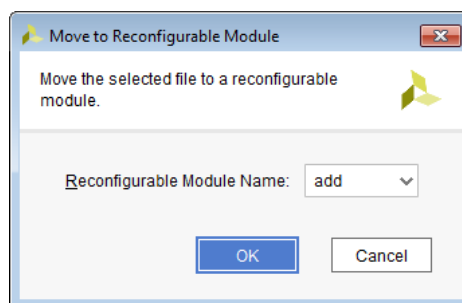 Move to Reconfigurable Module
Move the selected file to a reconfigurable
module.
Reconfigurable Module Name: add
OK Cancel